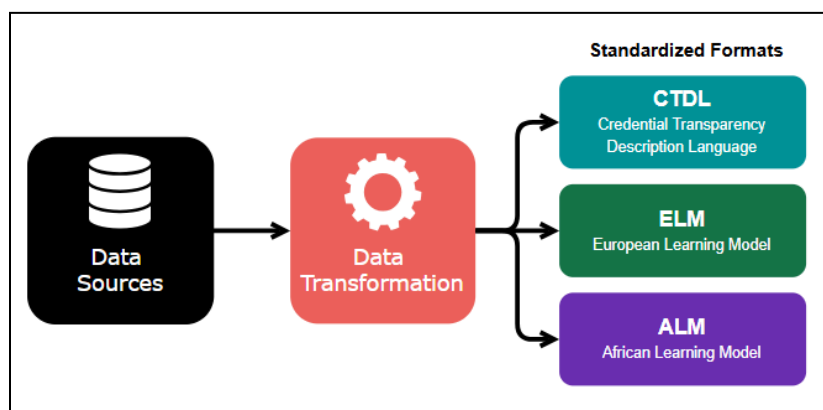 Standardized Formats
CTDL
Credential Transparency
Description Language
Data
Sources
Data
Transformation
ELM
European Learning Model
ALM
African Learning Model